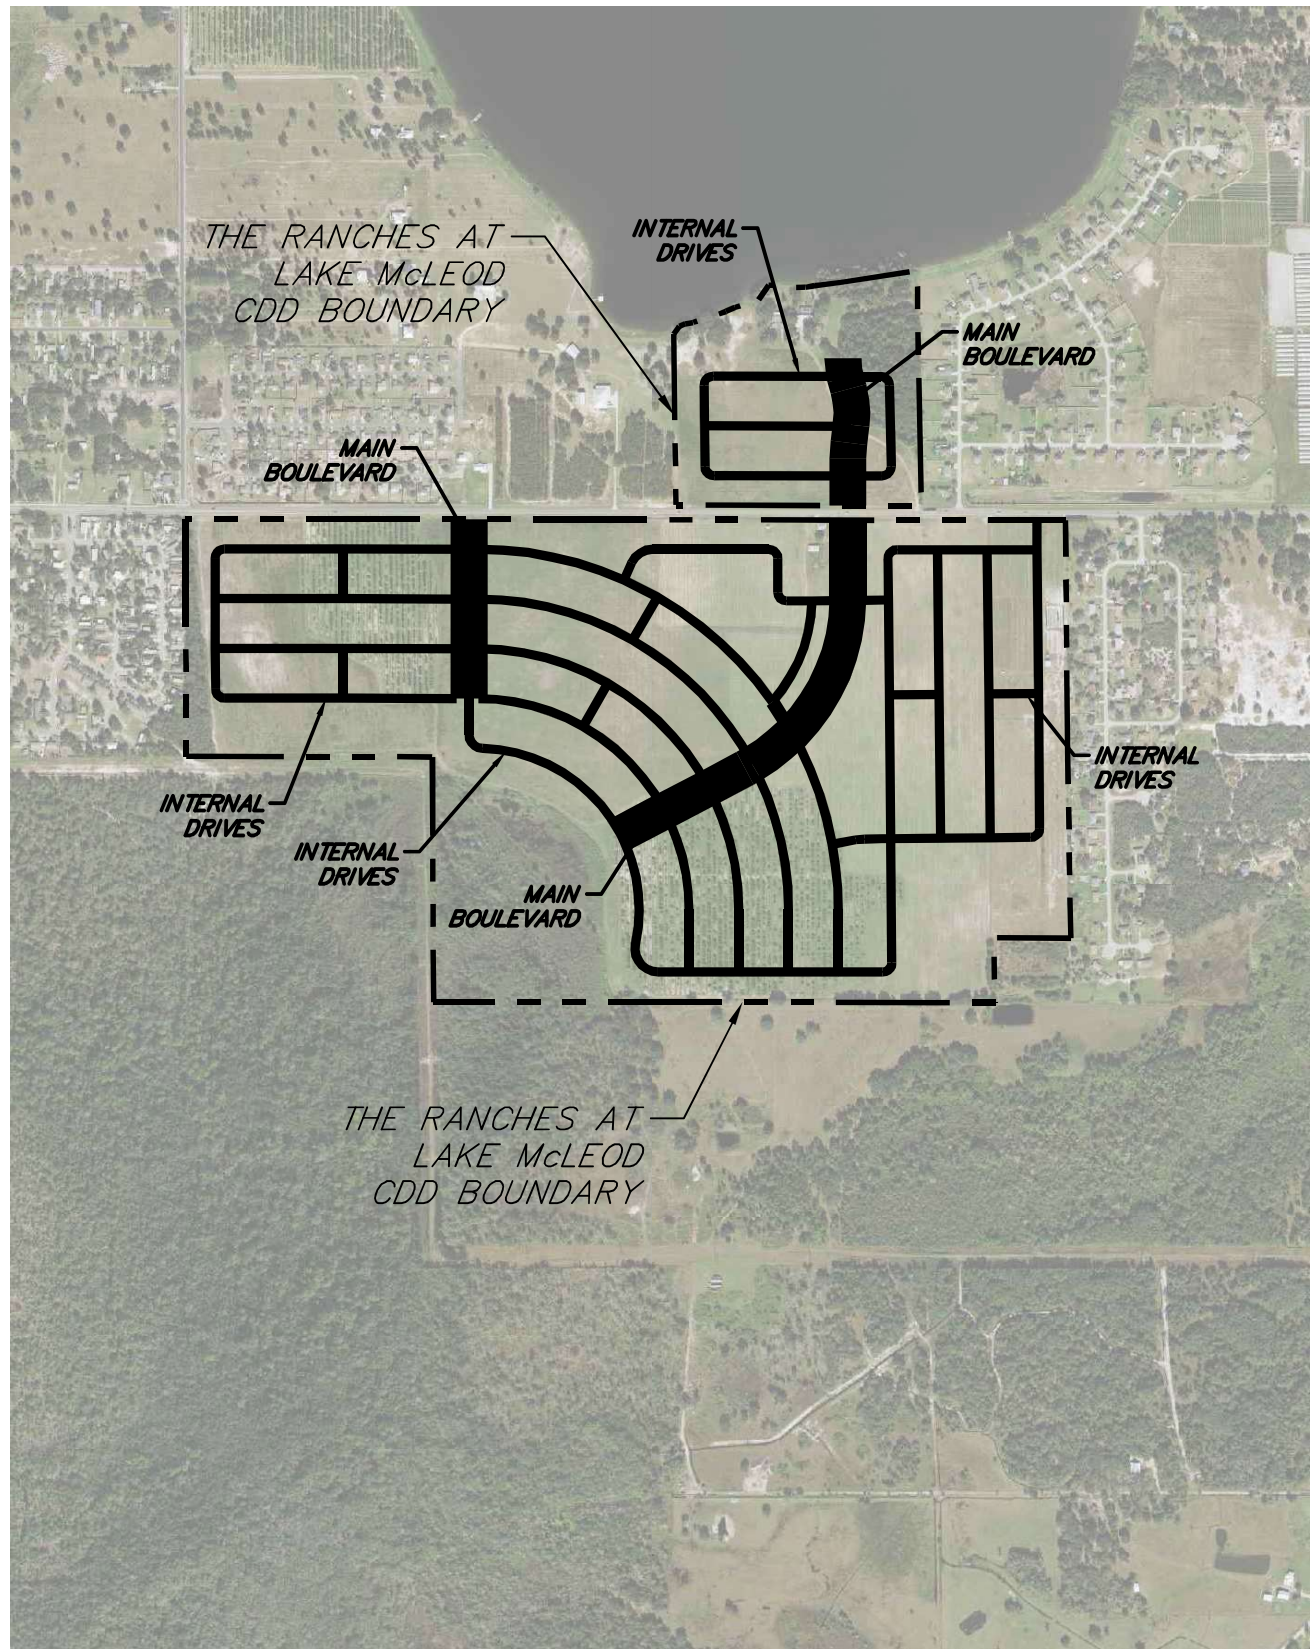 THE RANCHES AT
LAKE McLEOD
CDD BOUNDARY
INTERNAL
DRIVES
MAIN
BOULEVARD
MAIN
BOULEVARD
INTERNAL
DRIVES
INTERNAL
DRIVES
INTERNAL
DRIVES
MAIN
BOULEVARD
THE RANCHES AT
LAKE McLEOD
CDD BOUNDARY